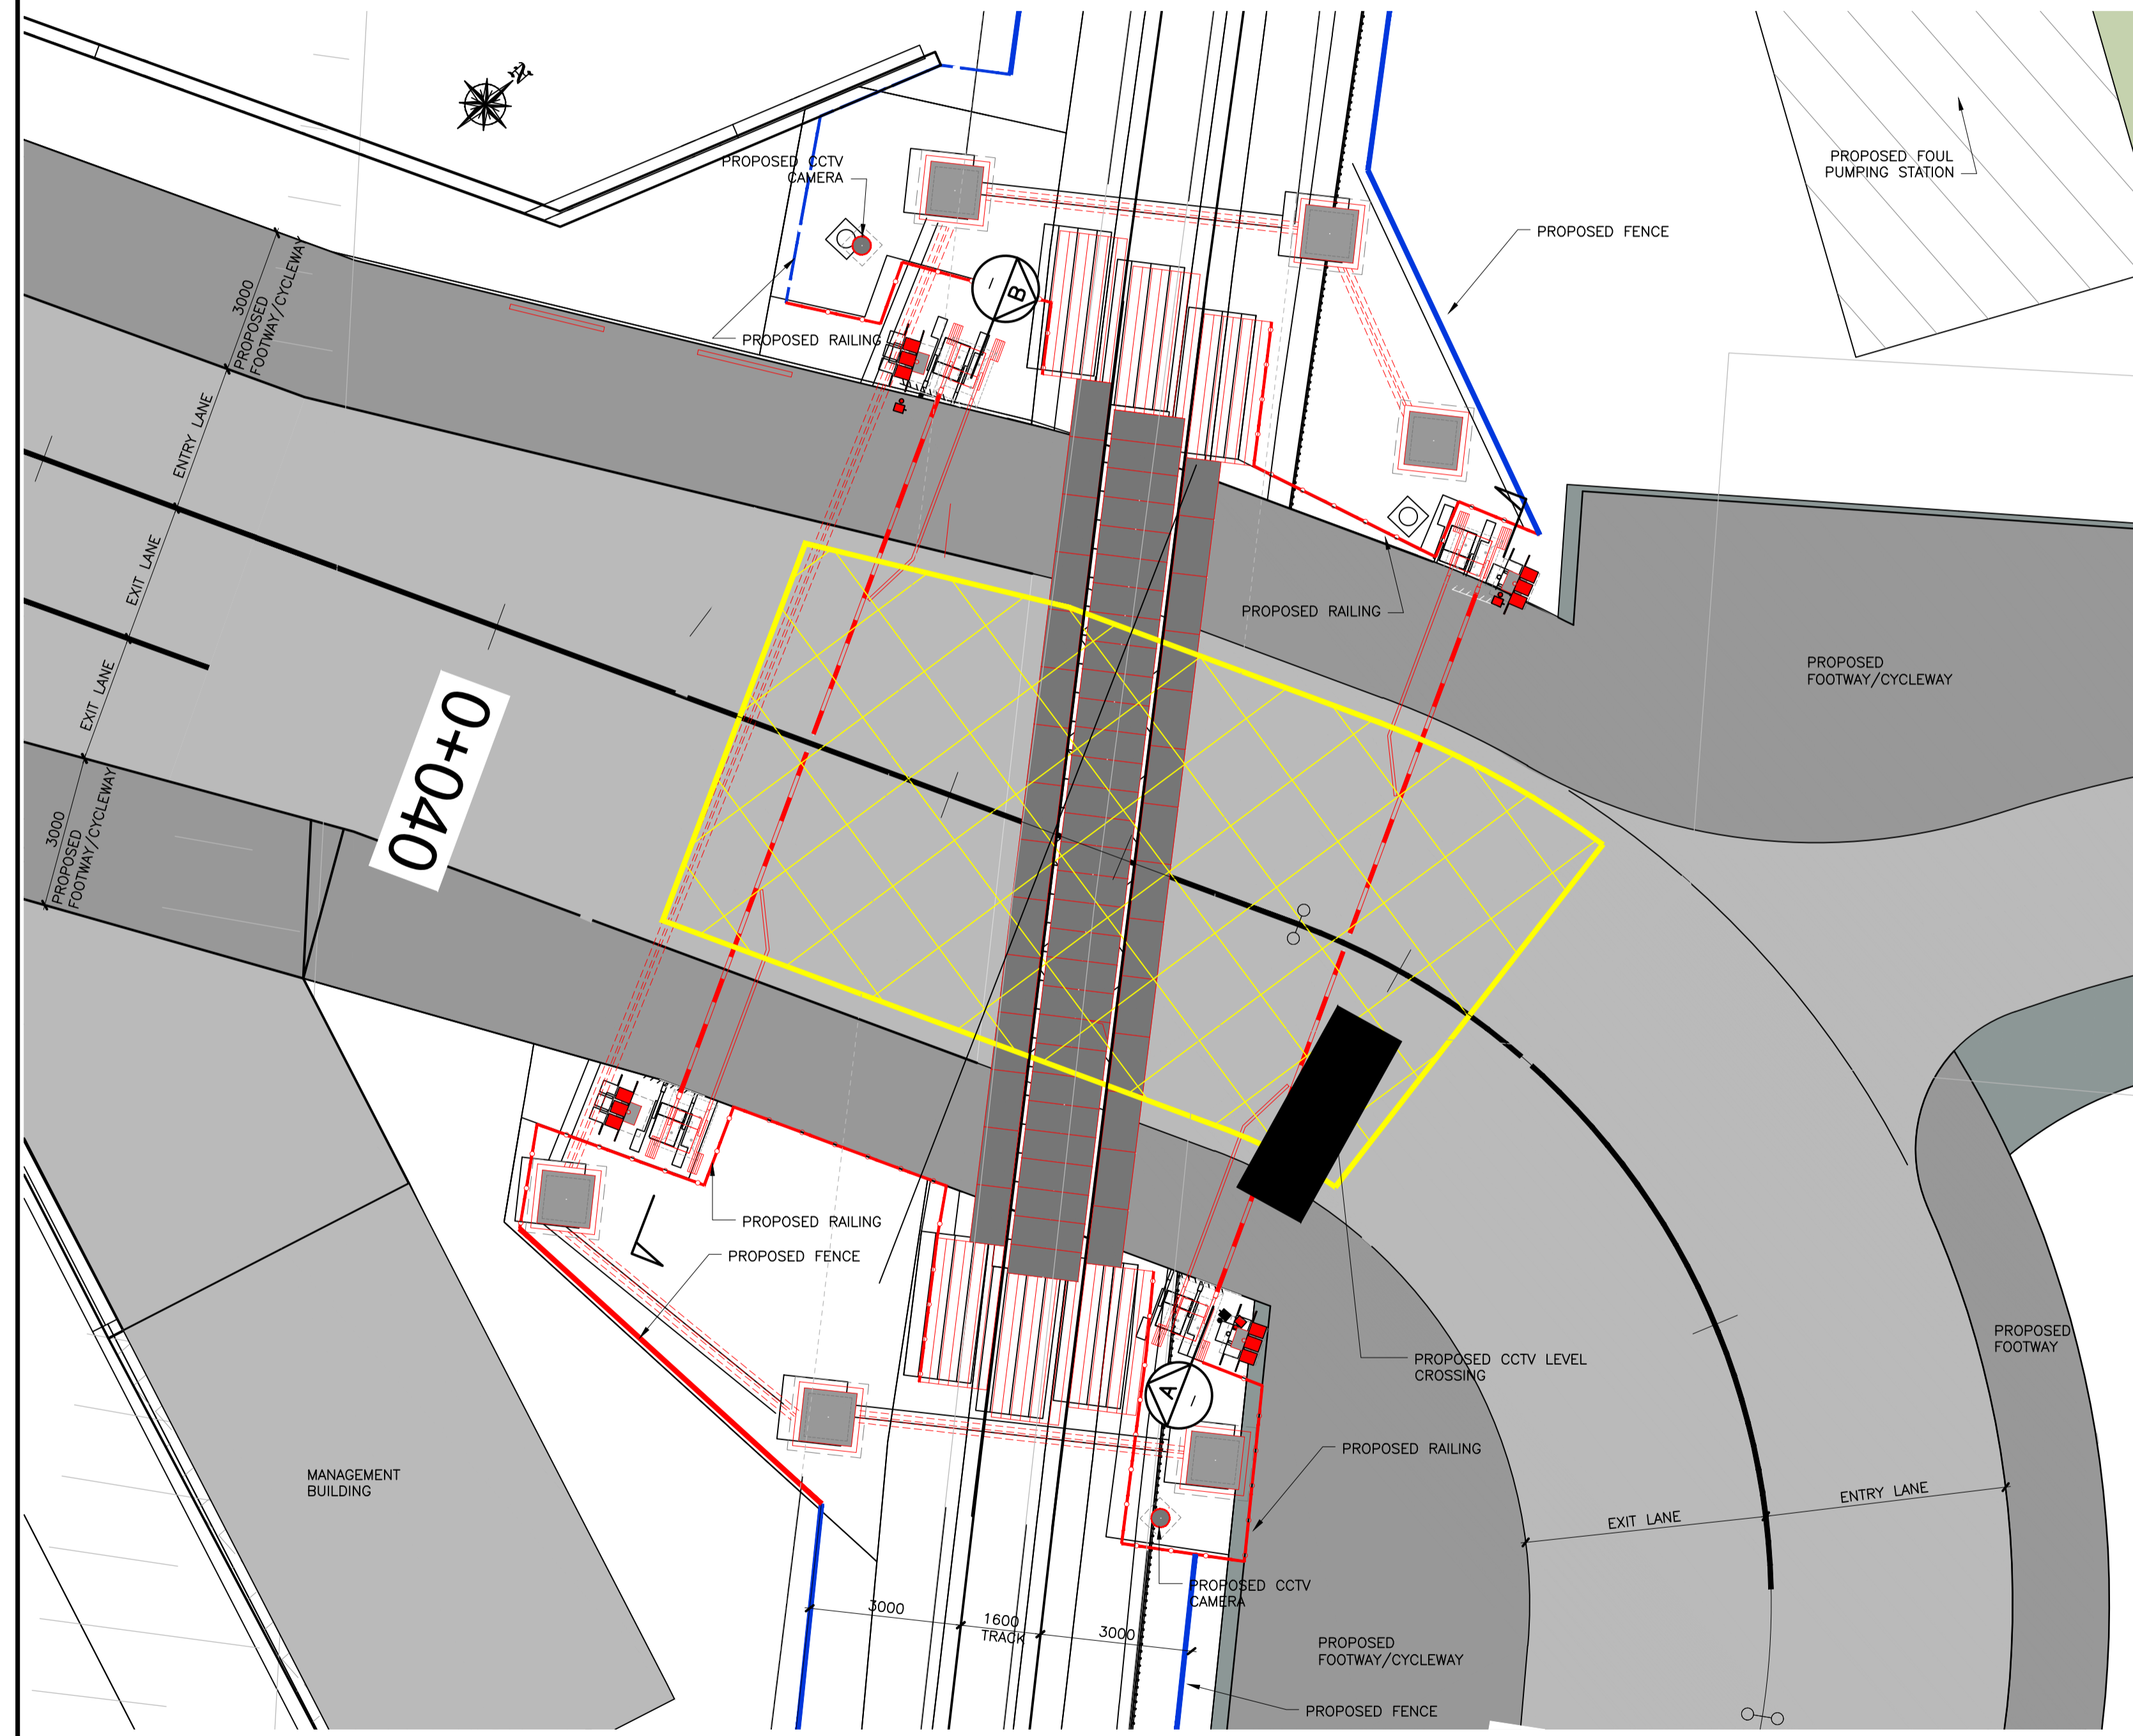 N
PROPOSED CCTV
CAMERA
PROPOSED FOUL
PUMPING STATION
PROPOSED FENCE
B
–
PROPOSED RAILING
3000
PROPOSED
FOOTWAY/CYCLEWAY
ENTRY LANE
EXIT LANE
EXIT LANE
3000
PROPOSED
FOOTWAY/CYCLEWAY
0+040
PROPOSED RAILING
PROPOSED
FOOTWAY/CYCLEWAY
PROPOSED RAILING
PROPOSED FENCE
PROPOSED
FOOTWAY
PROPOSED CCTV LEVEL
CROSSING
A
–
PROPOSED RAILING
MANAGEMENT
BUILDING
EXIT LANE
ENTRY LANE
PROPOSED CCTV
CAMERA
3000
1600
TRACK
3000
PROPOSED
FOOTWAY/CYCLEWAY
PROPOSED FENCE